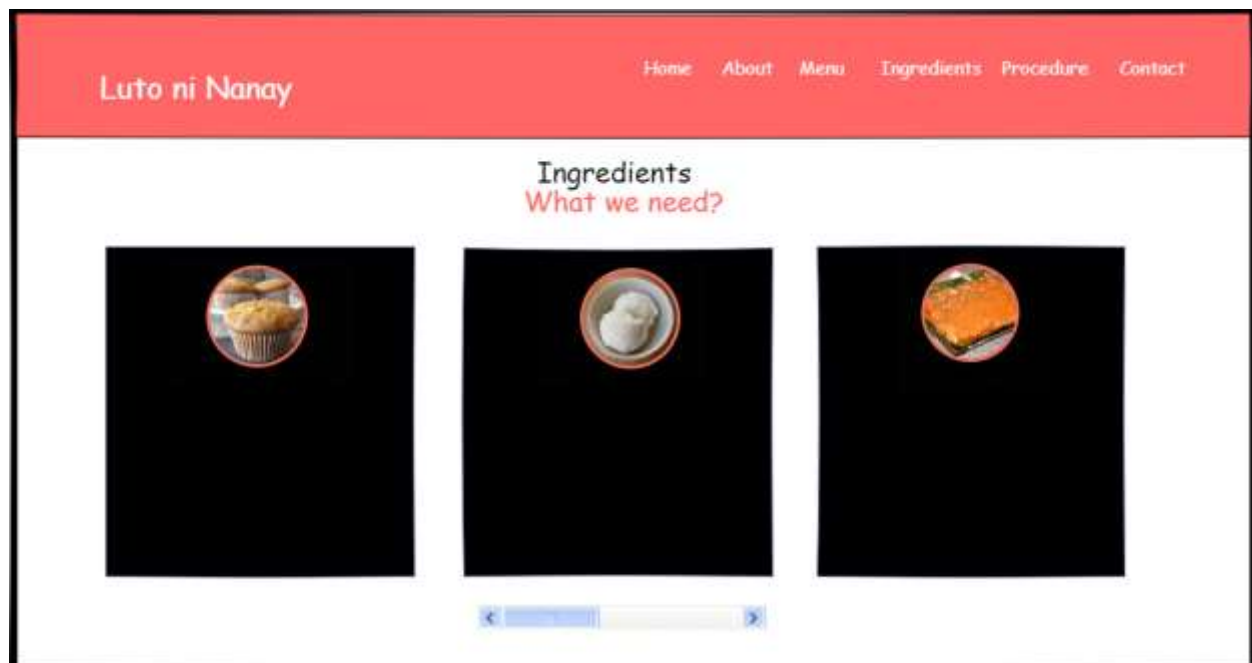 Luto ni Nanay
Home About Menu Ingredients Procedure Contact
Ingredients
What we need?